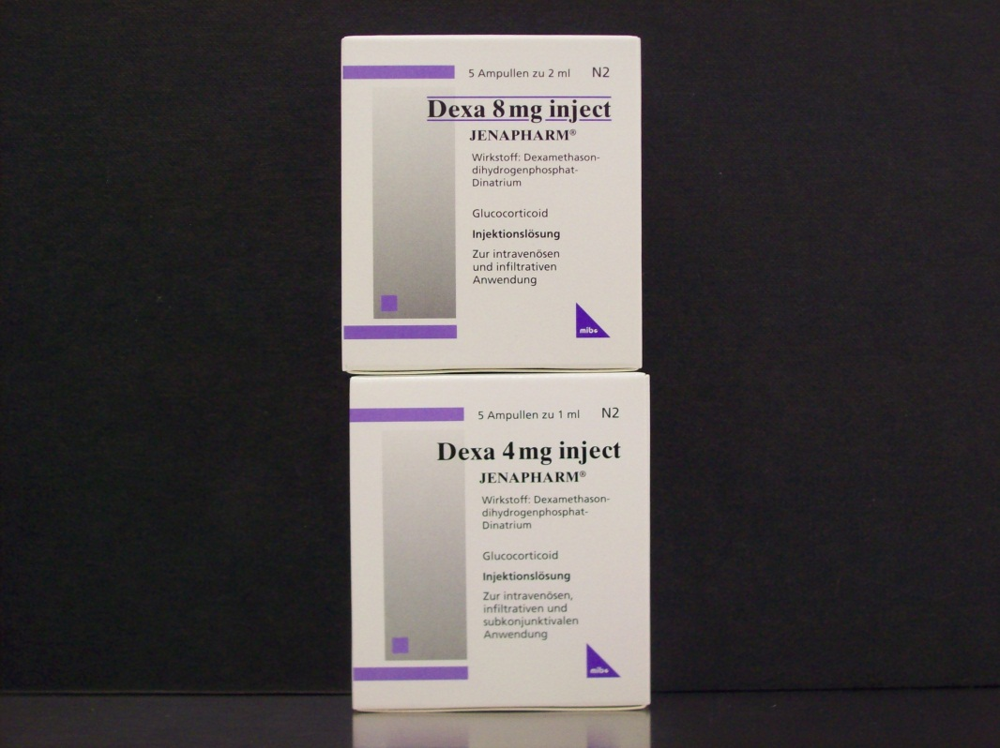 5 Ampullen zu 2 ml N2
Dexa 8 mg inject
JENAPHARM®
Wirkstoff: Dexamethason-
dihydrogenphosphat-
Dinatrium
Glucocorticoid
Injektionslösung
Zur intravenösen
und infiltrativen
Anwendung
mibe
5 Ampullen zu 1 ml N2
Dexa 4 mg inject
JENAPHARM®
Wirkstoff: Dexamethason-
dihydrogenphosphat-
Dinatrium
Glucocorticoid
Injektionslösung
Zur intravenösen,
infiltrativen und
subkonjunktivalen
Anwendung
mibe